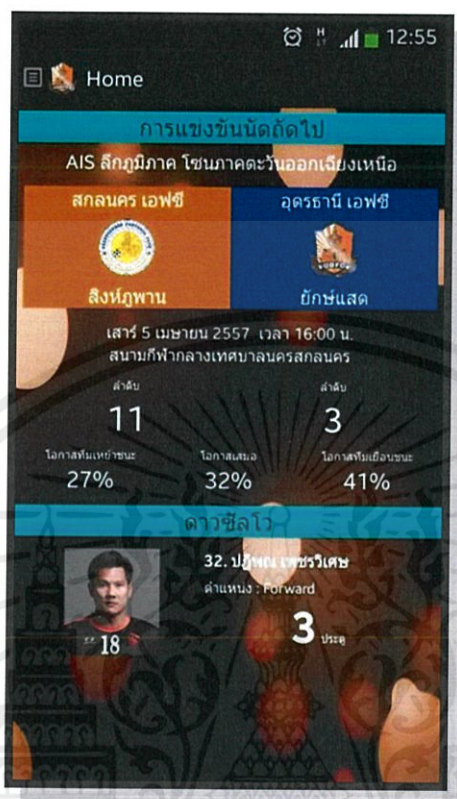 12:55
Home
การแข่งขันนัดถัดไป
AIS ลีกภูมิภาค โซนภาคตะวันออกเฉียงเหนือ
สกลนคร เอฟซี อุดรธานี เอฟซี
สิงห์ภูพาน ยักษ์แสด
เสาร์ 5 เมษายน 2557 เวลา 16:00 น.
สนามกีฬากลางเทศบาลนครสกลนคร
ลำดับ ลำดับ
11 3
โอกาสทีมเหย้าชนะ โอกาสเสมอ โอกาสทีมเยือนชนะ
27% 32% 41%
ดาวซัลโว
32. ปฏิพณ เพชรวิเศษ
ตำแหน่ง : Forward
3 ประตู
18